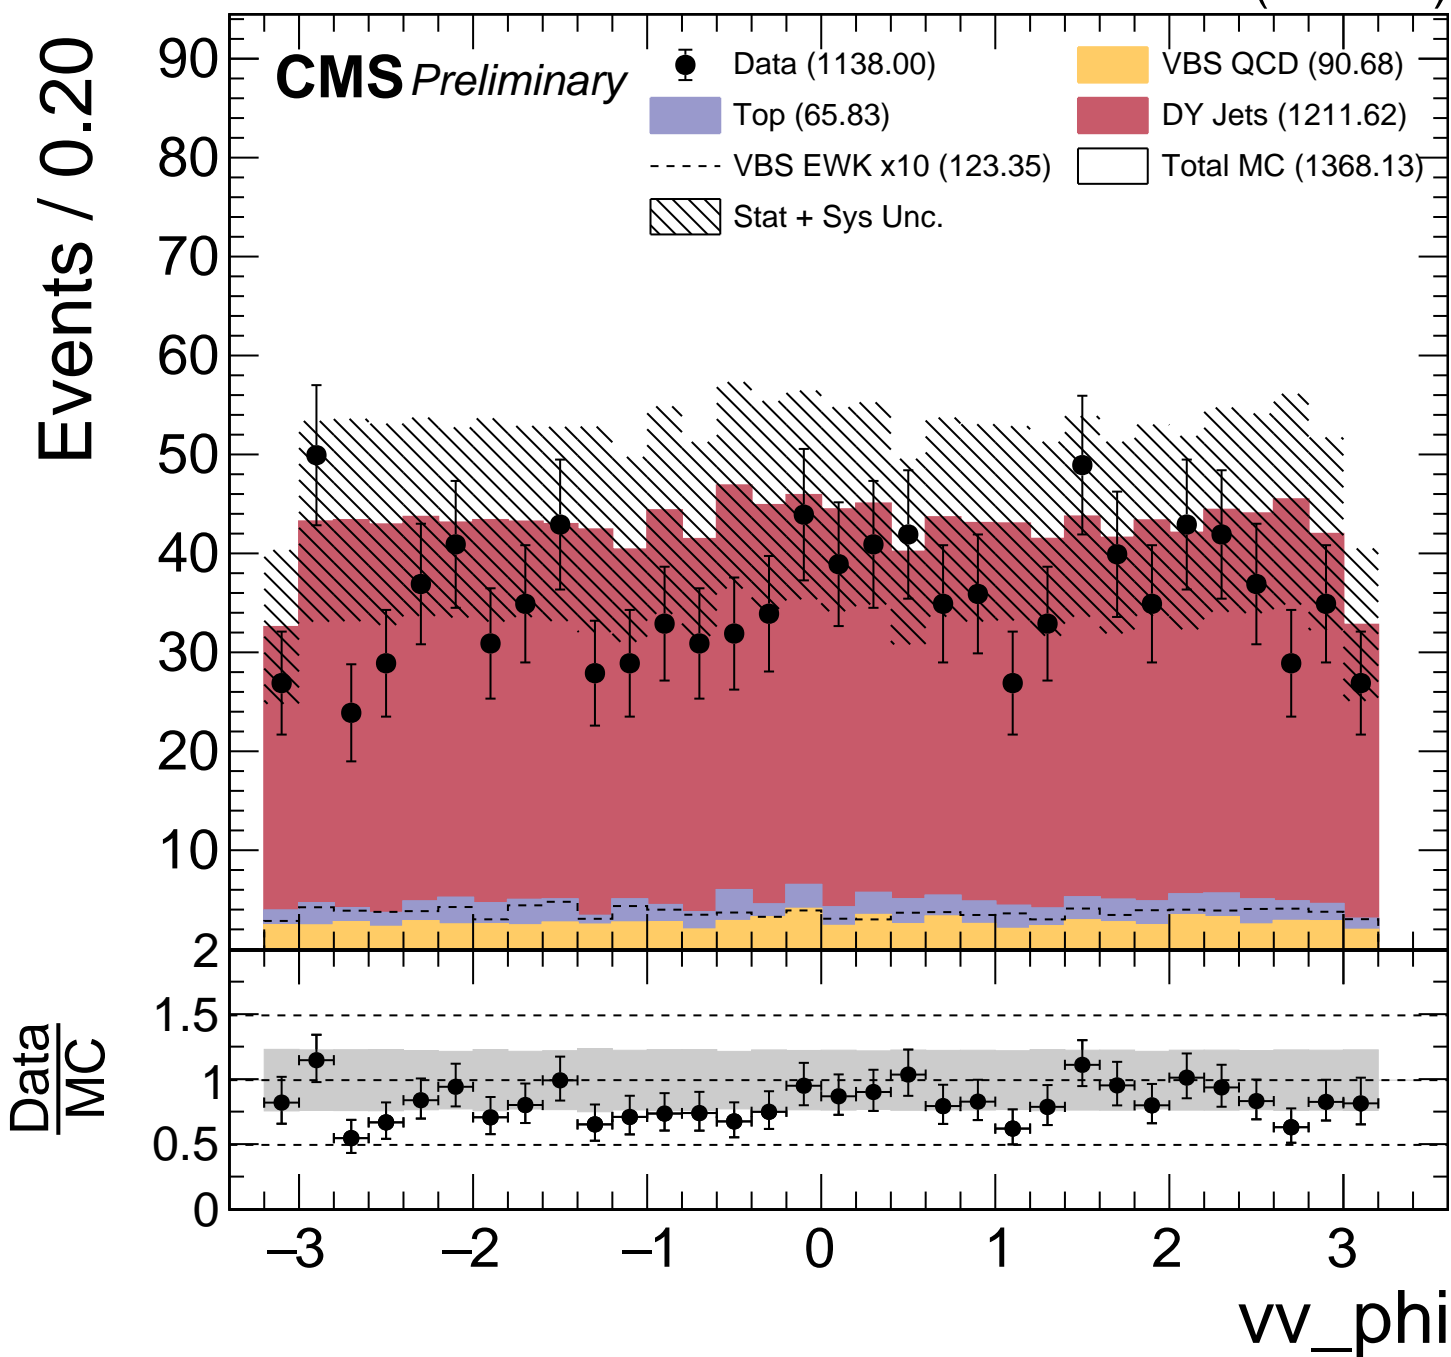 CMS Preliminary
Data (1138.00)
VBS QCD (90.68)
Top (65.83)
DY Jets (1211.62)
VBS EWK x10 (123.35)
Total MC (1368.13)
Stat + Sys Unc.
Events / 0.20
90
80
70
60
50
40
30
20
10
2
1.5
1
0.5
0
Data
MC
–3
–2
–1
0
1
2
3
vv_phi